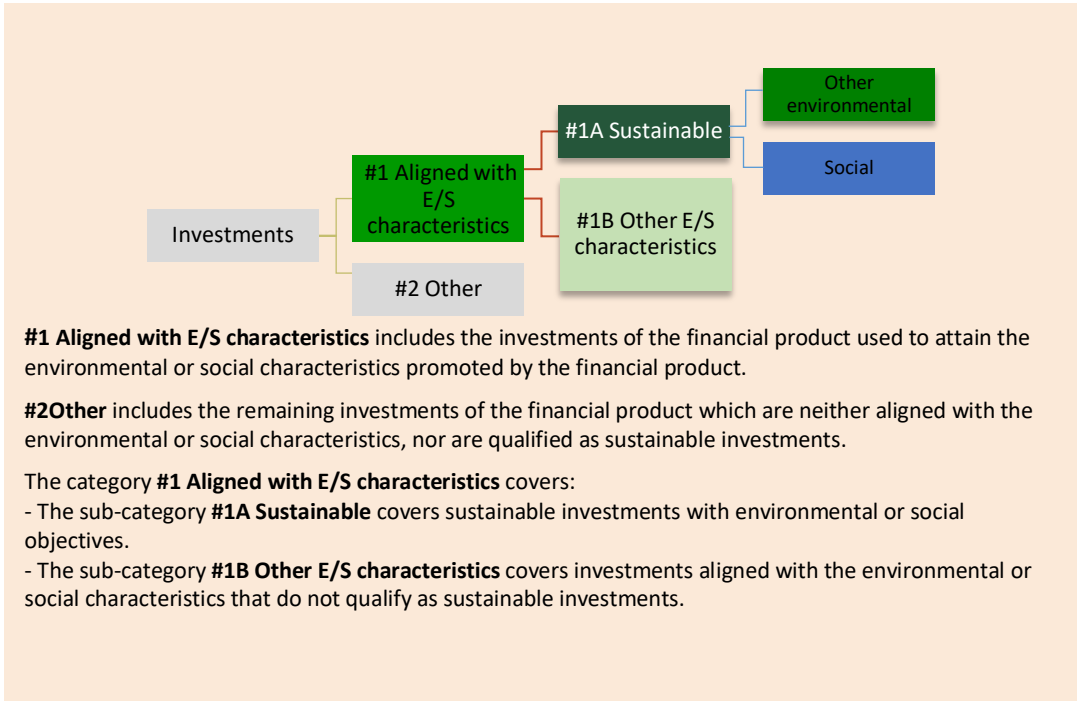 Other
environmental
#1A Sustainable
Social
#1 Aligned with
E/S
characteristics
#1B Other E/S
characteristics
Investments
#2 Other
#1 Aligned with E/S characteristics includes the investments of the financial product used to attain the
environmental or social characteristics promoted by the financial product.
#2Other includes the remaining investments of the financial product which are neither aligned with the
environmental or social characteristics, nor are qualified as sustainable investments.
The category #1 Aligned with E/S characteristics covers:
- The sub-category #1A Sustainable covers sustainable investments with environmental or social
objectives.
- The sub-category #1B Other E/S characteristics covers investments aligned with the environmental or
social characteristics that do not qualify as sustainable investments.